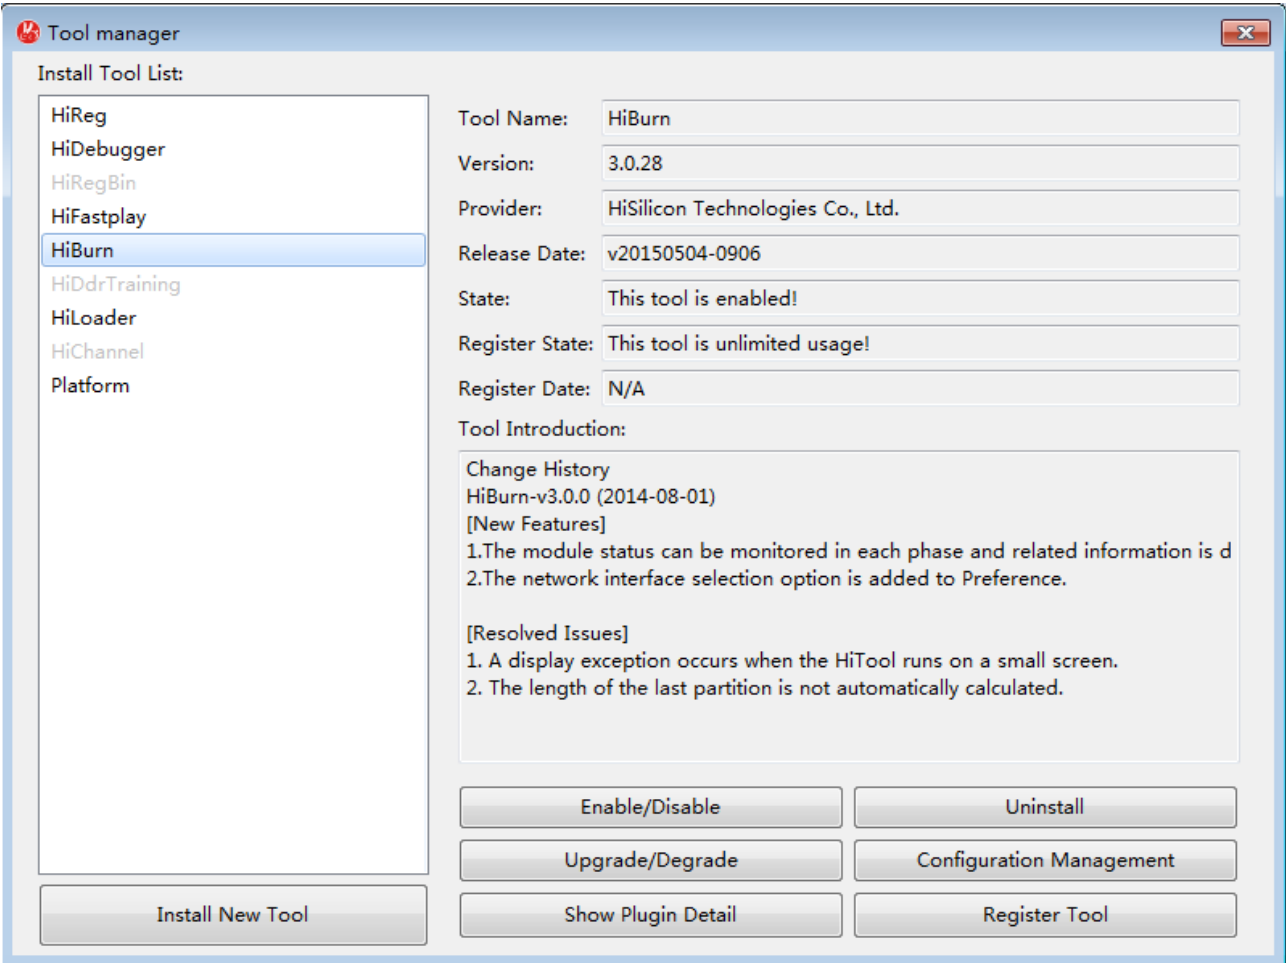 Tool manager
Install Tool List:
HiReg
HiDebugger
HiRegBin
HiFastplay
HiBurn
HiDdrTraining
HiLoader
HiChannel
Platform
Install New Tool
Tool Name: HiBurn
Version: 3.0.28
Provider: HiSilicon Technologies Co., Ltd.
Release Date: v20150504-0906
State: This tool is enabled!
Register State: This tool is unlimited usage!
Register Date: N/A
Tool Introduction:
Change History
HiBurn-v3.0.0 (2014-08-01)
[New Features]
1.The module status can be monitored in each phase and related information is d
2.The network interface selection option is added to Preference.
[Resolved Issues]
1. A display exception occurs when the HiTool runs on a small screen.
2. The length of the last partition is not automatically calculated.
Enable/Disable Uninstall
Upgrade/Degrade Configuration Management
Show Plugin Detail Register Tool